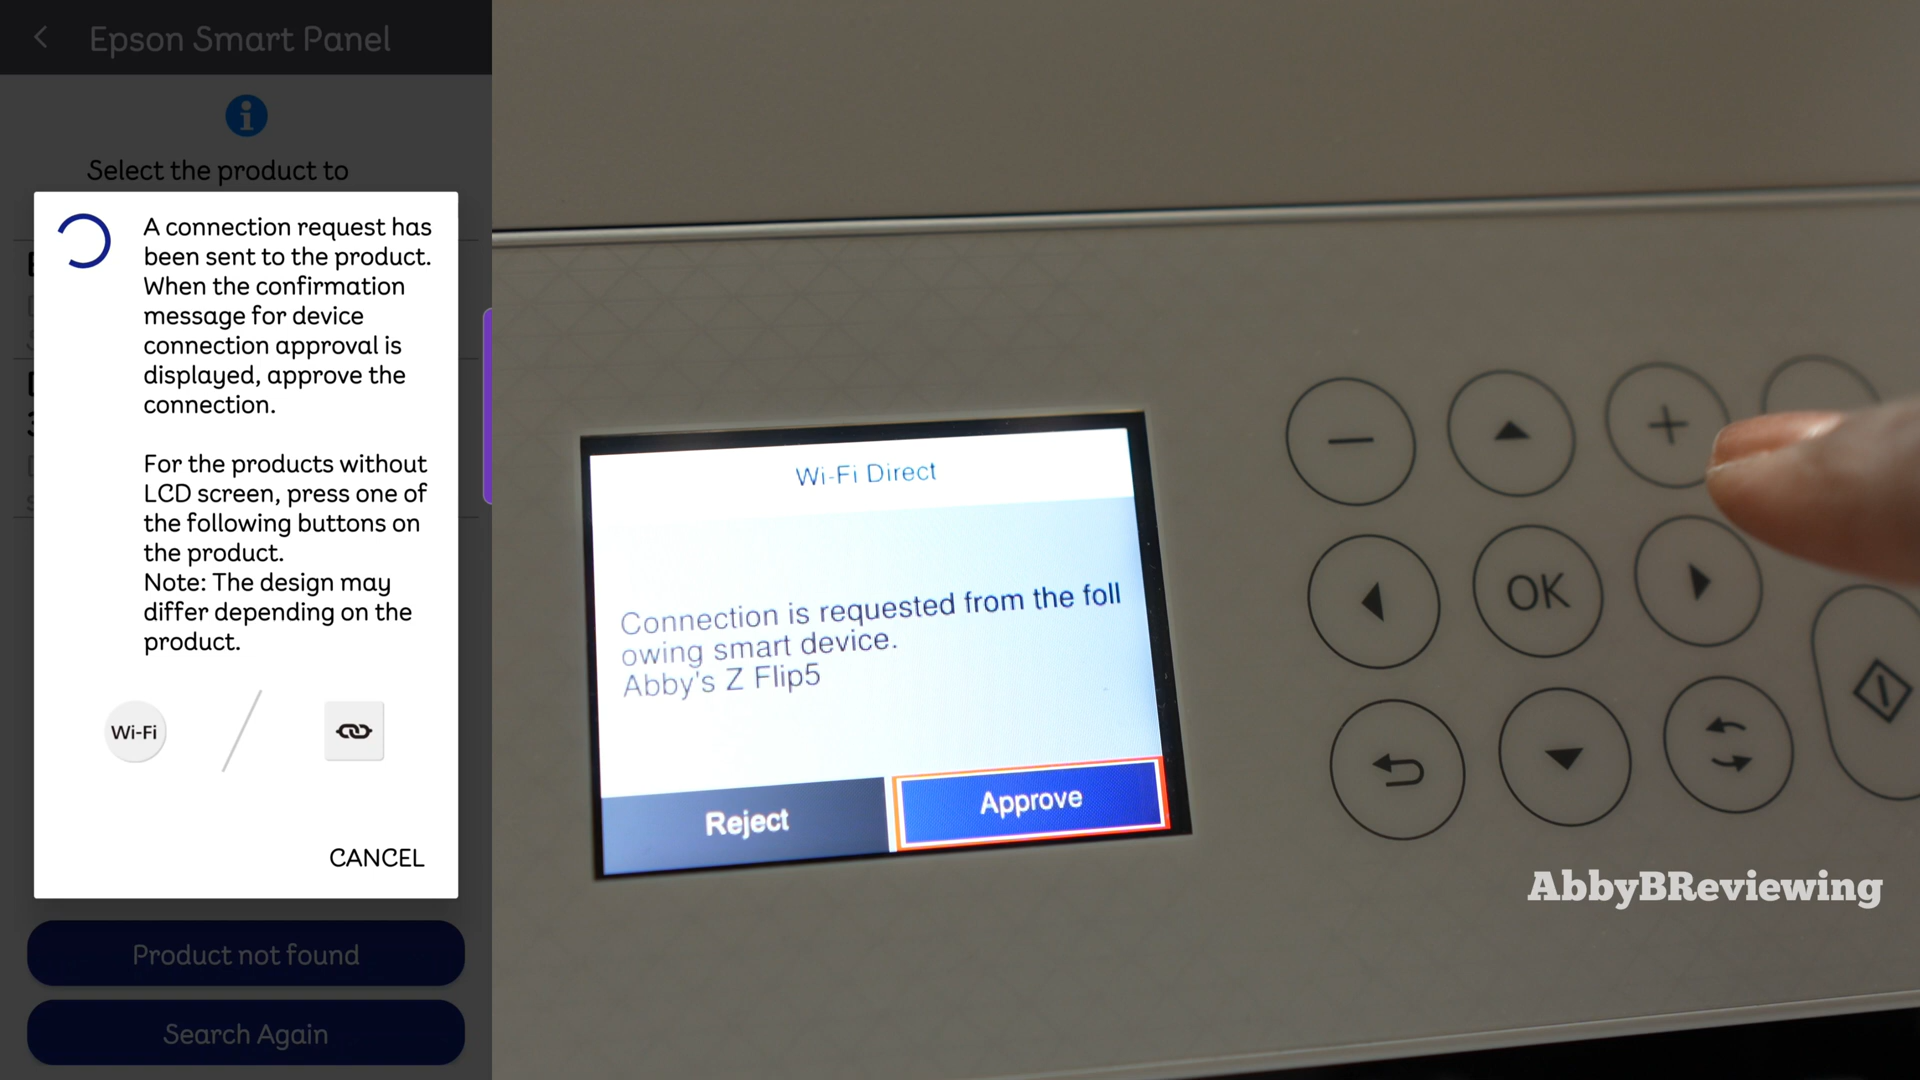 Epson Smart Panel
Select the product to
A connection request has
been sent to the product.
When the confirmation
message for device
connection approval is
displayed, approve the
connection.
For the products without
LCD screen, press one of
the following buttons on
the product.
Note: The design may
differ depending on the
product.
Wi-Fi
CANCEL
Product not found
Search Again
Wi-Fi Direct
Connection is requested from the foll
owing smart device.
Abby's Z Flip5
Reject
Approve
OK
AbbyBReviewing